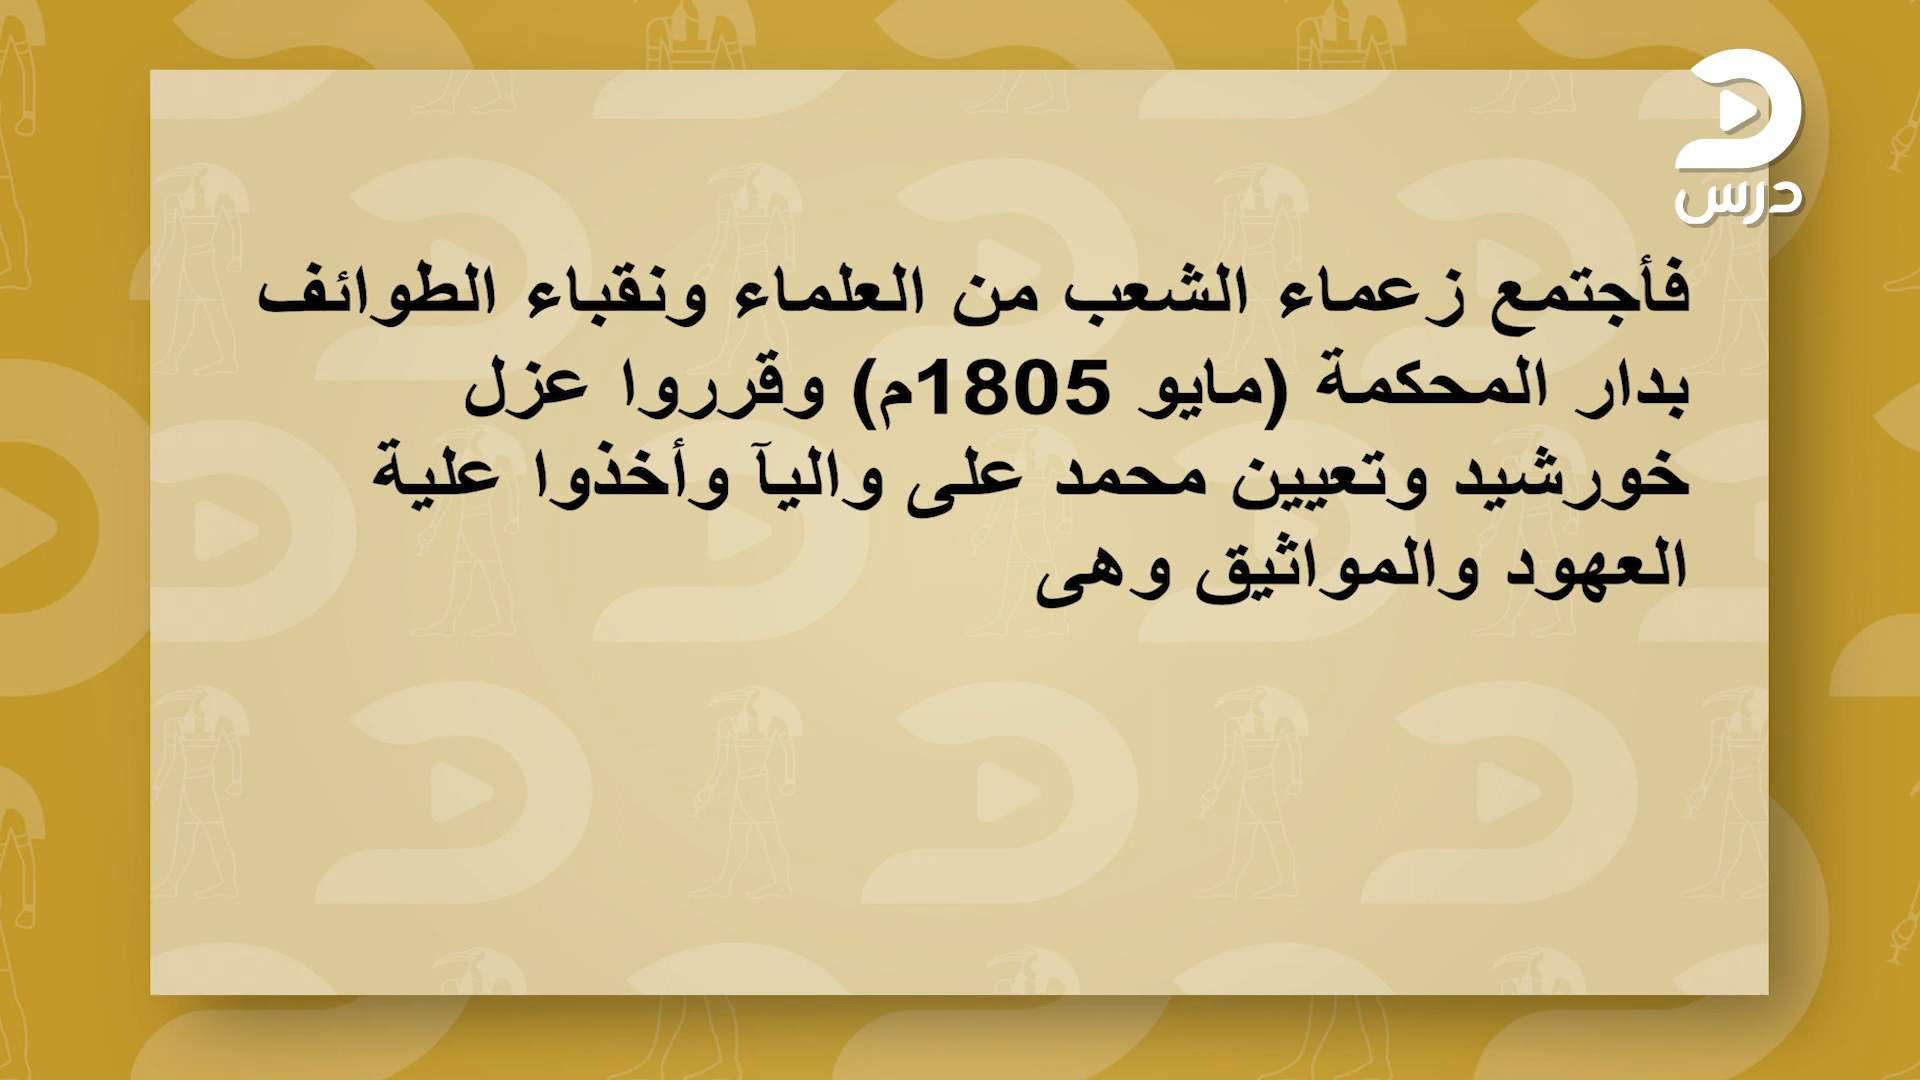 درس
فأجتمع زعماء الشعب من العلماء ونقباء الطوائف
بدار المحكمة (مايو 1805م) وقرروا عزل
خورشيد وتعيين محمد على واليآ وأخذوا علية
العهود والمواثيق وهى